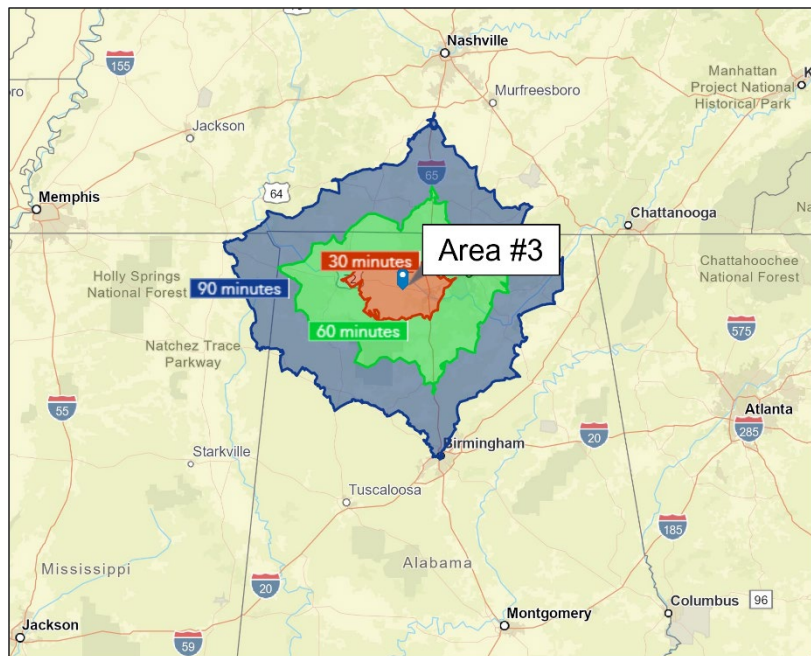 Nashville
155
Manhattan
Project National
Historical Park
K
Murfreesboro
ro
Jackson
65
64
Memphis
Chattanooga
Na
Area #3
30 minutes
Holly Springs
National Forest
90 minutes
Chattahoochee
National Forest
60 minutes
575
Natchez Trace
Parkway
55
Atlanta
285
20
Birmingham
Starkville
Tuscaloosa
185
Alabama
Mississippi
20
Columbus
96
Jackson
59
Montgomery